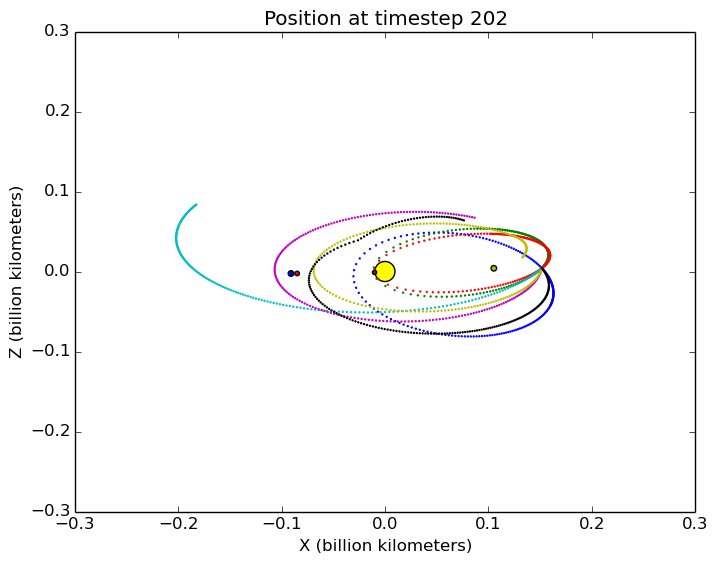 Position at timestep 202
0.3
0.2
0.1
0.0
−0.1
−0.2
−0.3
Z (billion kilometers)
−0.3 −0.2 −0.1 0.0 0.1 0.2 0.3
X (billion kilometers)